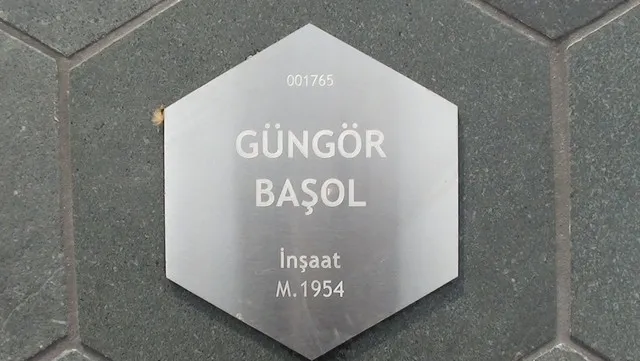 001765
GÜNGÖR
BAŞOL
İnşaat
M.1954